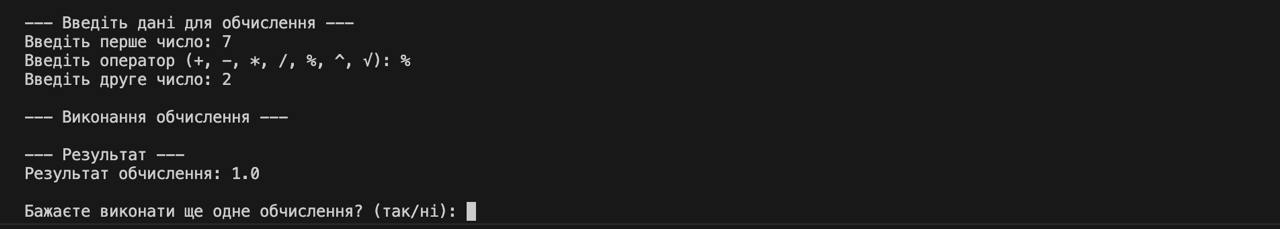 --- Введіть дані для обчислення ---
Введіть перше число: 7
Введіть оператор (+, -, *, /, %, ^, √): %
Введіть друге число: 2
--- Виконання обчислення ---
--- Результат ---
Результат обчислення: 1.0
Бажаєте виконати ще одне обчислення? (так/ні):